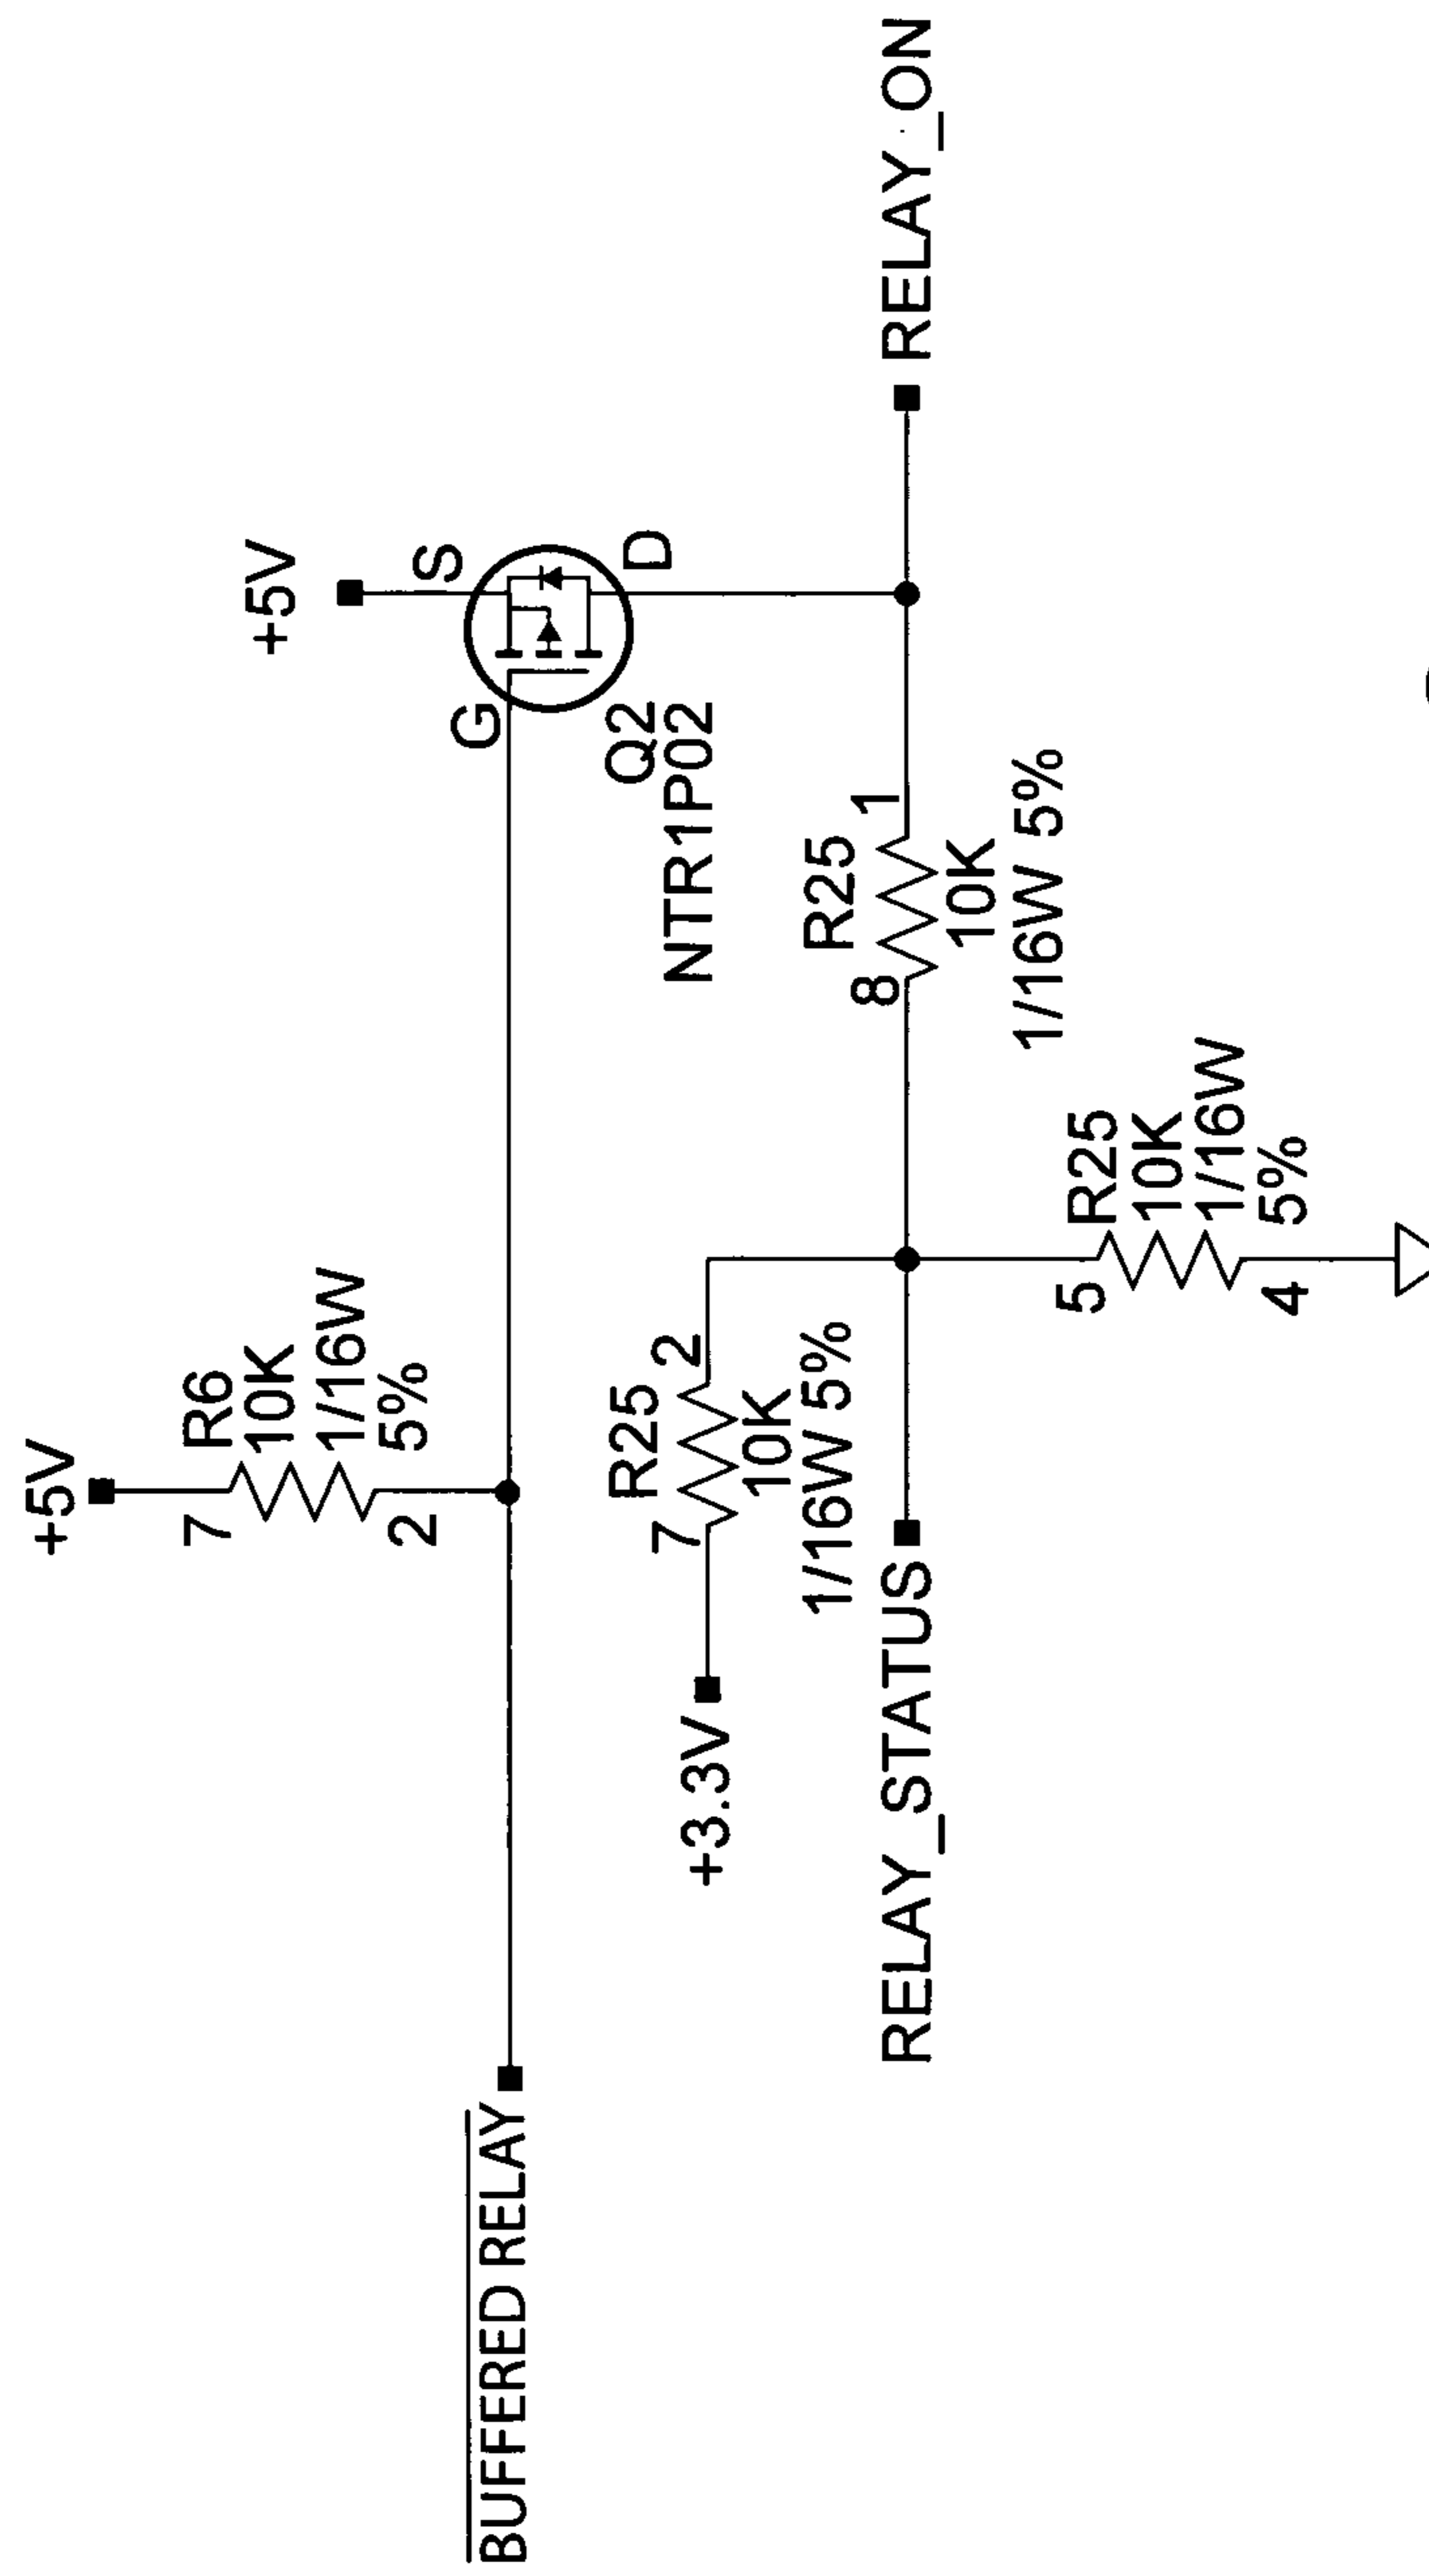 +5V
7
R6
10K
1/16W
5%
2
+5V
S
G
D
Q2
NTR1P02
BUFFERED RELAY
+3.3V
7
R25
2
10K
1/16W 5%
R25
8
1
10K
1/16W 5%
RELAY_STATUS
RELAY_ON
5
R25
10K
1/16W
5%
4